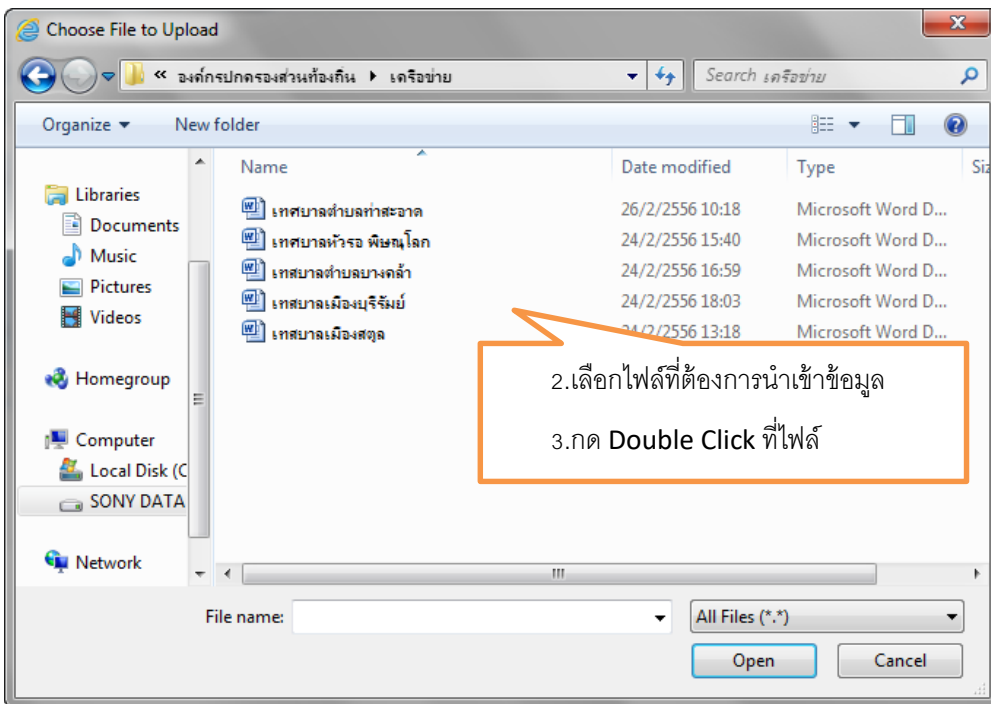 Choose File to Upload
« องค์กรปกครองส่วนท้องถิ่น ▸ เครือข่าย
Search เครือข่าย
Organize
New folder
Name Date modified Type Siz
Libraries
Documents
Music
Pictures
Videos
Homegroup
Computer
Local Disk (C
SONY DATA
Network
เทศบาลตำบลท่าสะอาด 26/2/2556 10:18 Microsoft Word D...
เทศบาลหัวรอ พิษณุโลก 24/2/2556 15:40 Microsoft Word D...
เทสบาลตำบลบางคล้า 24/2/2556 16:59 Microsoft Word D...
เทสบาลเมืองบุรีรัมย์ 24/2/2556 18:03 Microsoft Word D...
เทสบาลเมืองสตูล 24/2/2556 13:18 Microsoft Word D...
2.เลือกไฟล์ที่ต้องการนำเข้าข้อมูล
3.กด Double Click ที่ไฟล์
File name:
All Files (*.*)
Open
Cancel